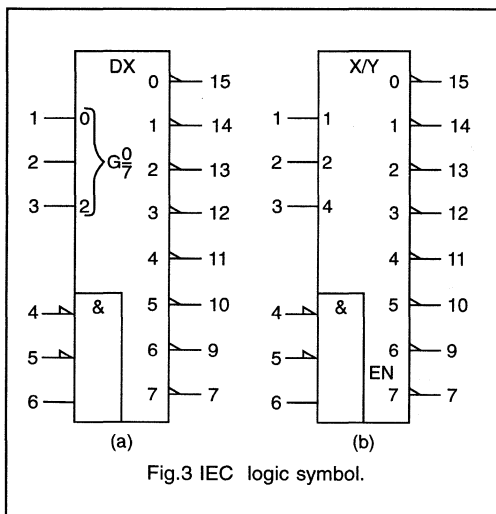 DX X/Y
0 15 0 15
1 0 1 14 1 1 1 14
2 G0/7 2 13 2 2 2 13
3 2 3 12 3 4 3 12
4 11 4 11
4 & 5 10 4 & 5 10
5 6 9 5 6 9
EN
6 7 7 6 7 7
(a) (b)
Fig.3 IEC logic symbol.